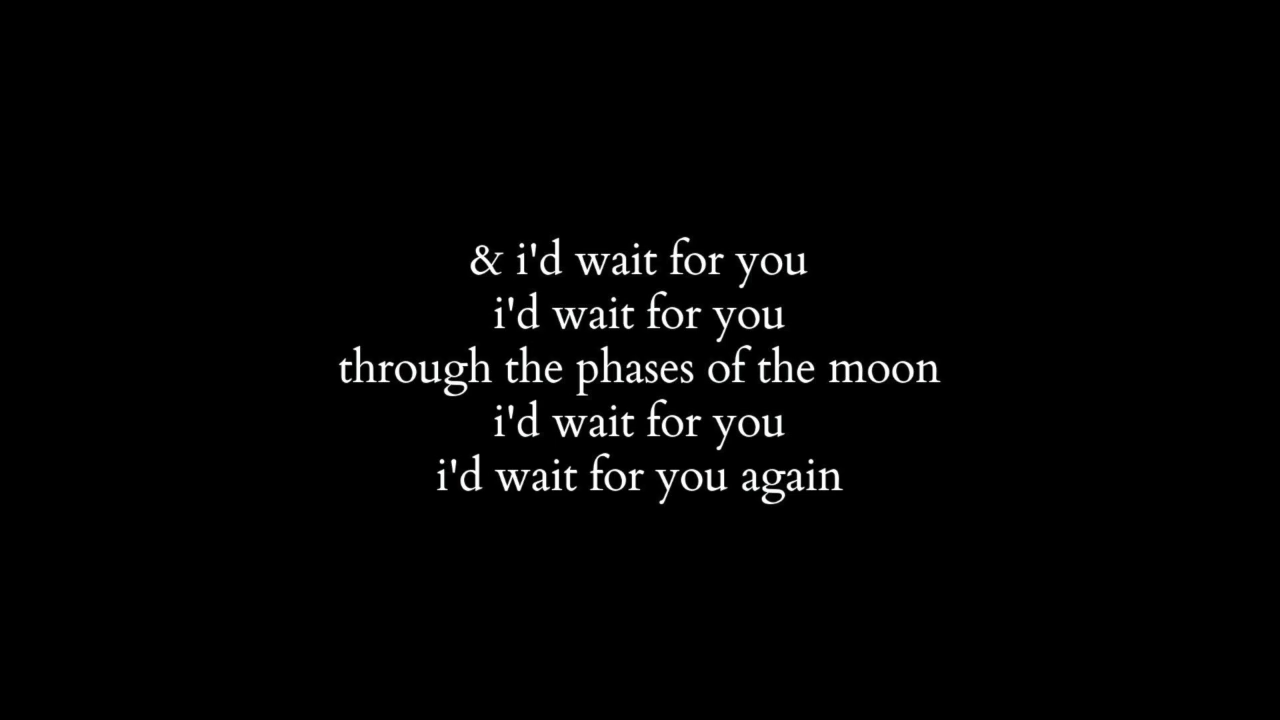 & i'd wait for you
i'd wait for you
through the phases of the moon
i'd wait for you
i'd wait for you again